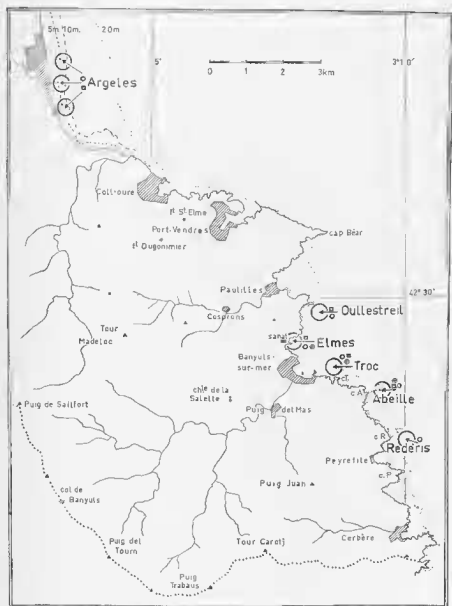 5m 10m 20m
5'
0 1 2 3km
3°10'
Argeles
Collioure
Ft St Elme
Port-Vendres
Ft Dugonimier
cap Béar
Paulilles
42°30'
Cosprons
Oullestreil
Tour Madeloc
sana
Elmes
Banyuls-sur-mer
Troc
Abeille
c.A
chlle de la Salette
Puig de Sailfort
Puig del Mas
c.R
Rederis
Peyrefite
c.P
col de Banyuls
Puig Juan
Puig del Tourn
Tour Carotj
Cerbère
Puig Trabaus